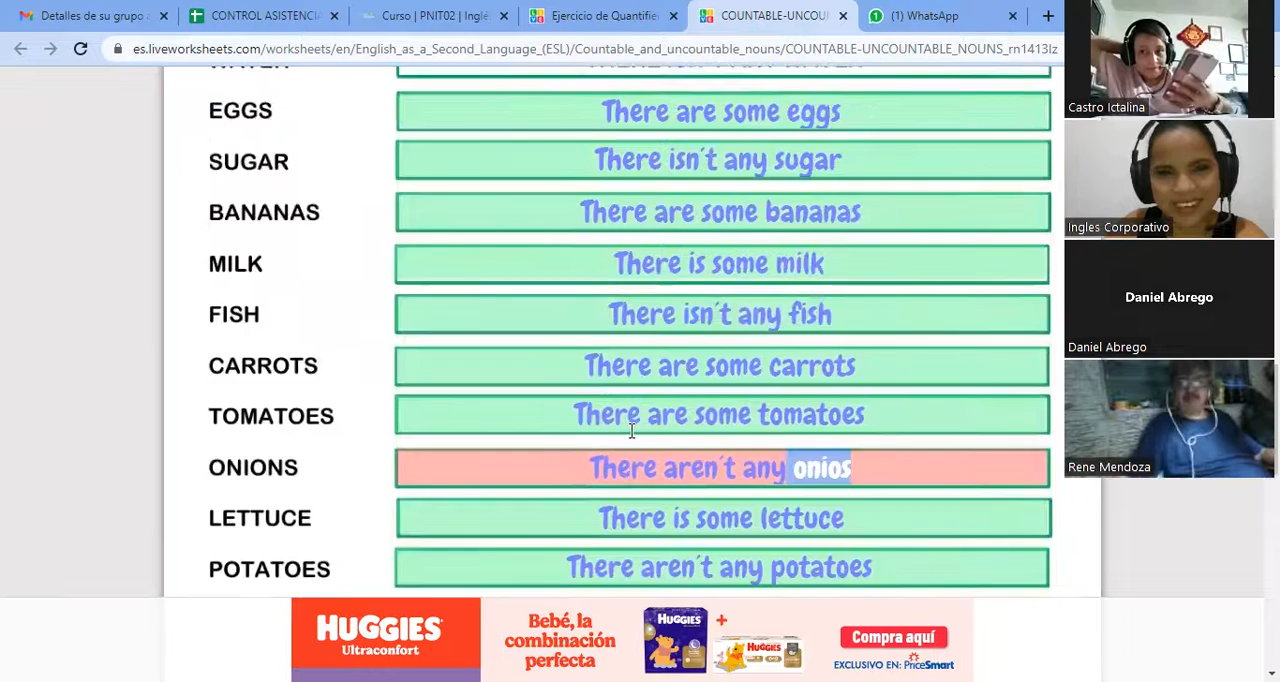 Detalles de su grupo a
CONTROL ASISTENCIA
Curso | PNIT02 | Inglé
Ejercicio de Quantifie
COUNTABLE-UNCOU
(1) WhatsApp
es.liveworksheets.com/worksheets/en/English_as_a_Second_Language_(ESL)/Countable_and_uncountable_nouns/COUNTABLE-UNCOUNTABLE_NOUNS_rn1413lz
WATER
EGGS There are some eggs
SUGAR There isn´t any sugar
BANANAS There are some bananas
MILK There is some milk
FISH There isn´t any fish
CARROTS There are some carrots
TOMATOES There are some tomatoes
ONIONS There aren´t any onios
LETTUCE There is some lettuce
POTATOES There aren´t any potatoes
Castro Ictalina
Ingles Corporativo
Daniel Abrego
Daniel Abrego
Rene Mendoza
HUGGIES
Ultraconfort
Bebé, la
combinación
perfecta
HUGGIES
Compra aquí
EXCLUSIVO EN: PriceSmart